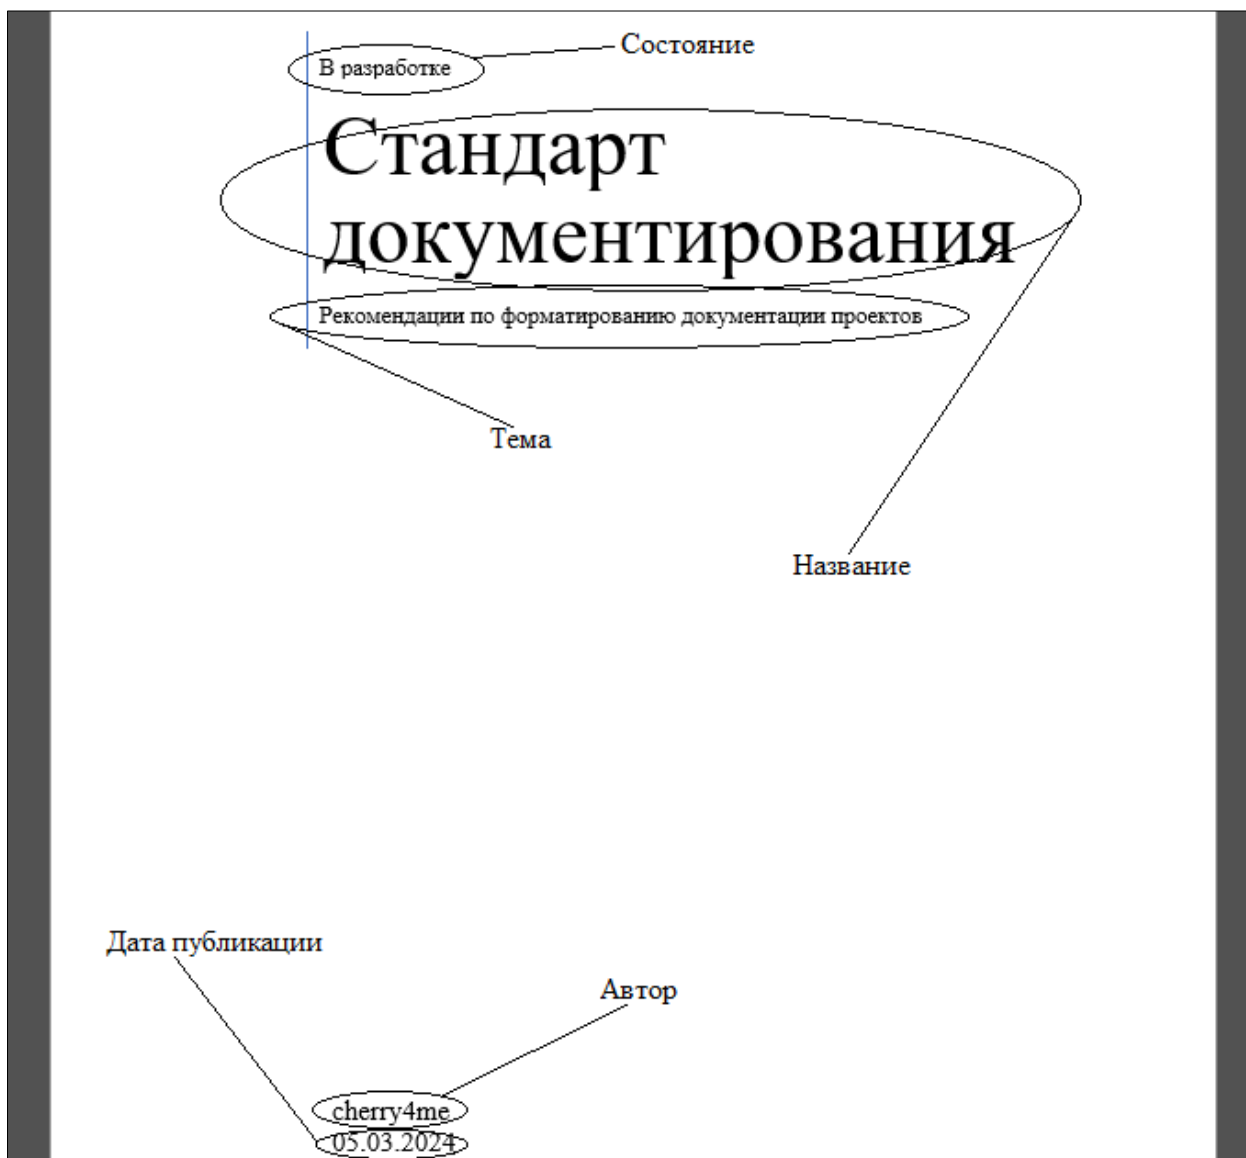 Состояние
В разработке
Стандарт
документирования
Рекомендации по форматированию документации проектов
Тема
Название
Дата публикации
Автор
cherry4me
05.03.2024